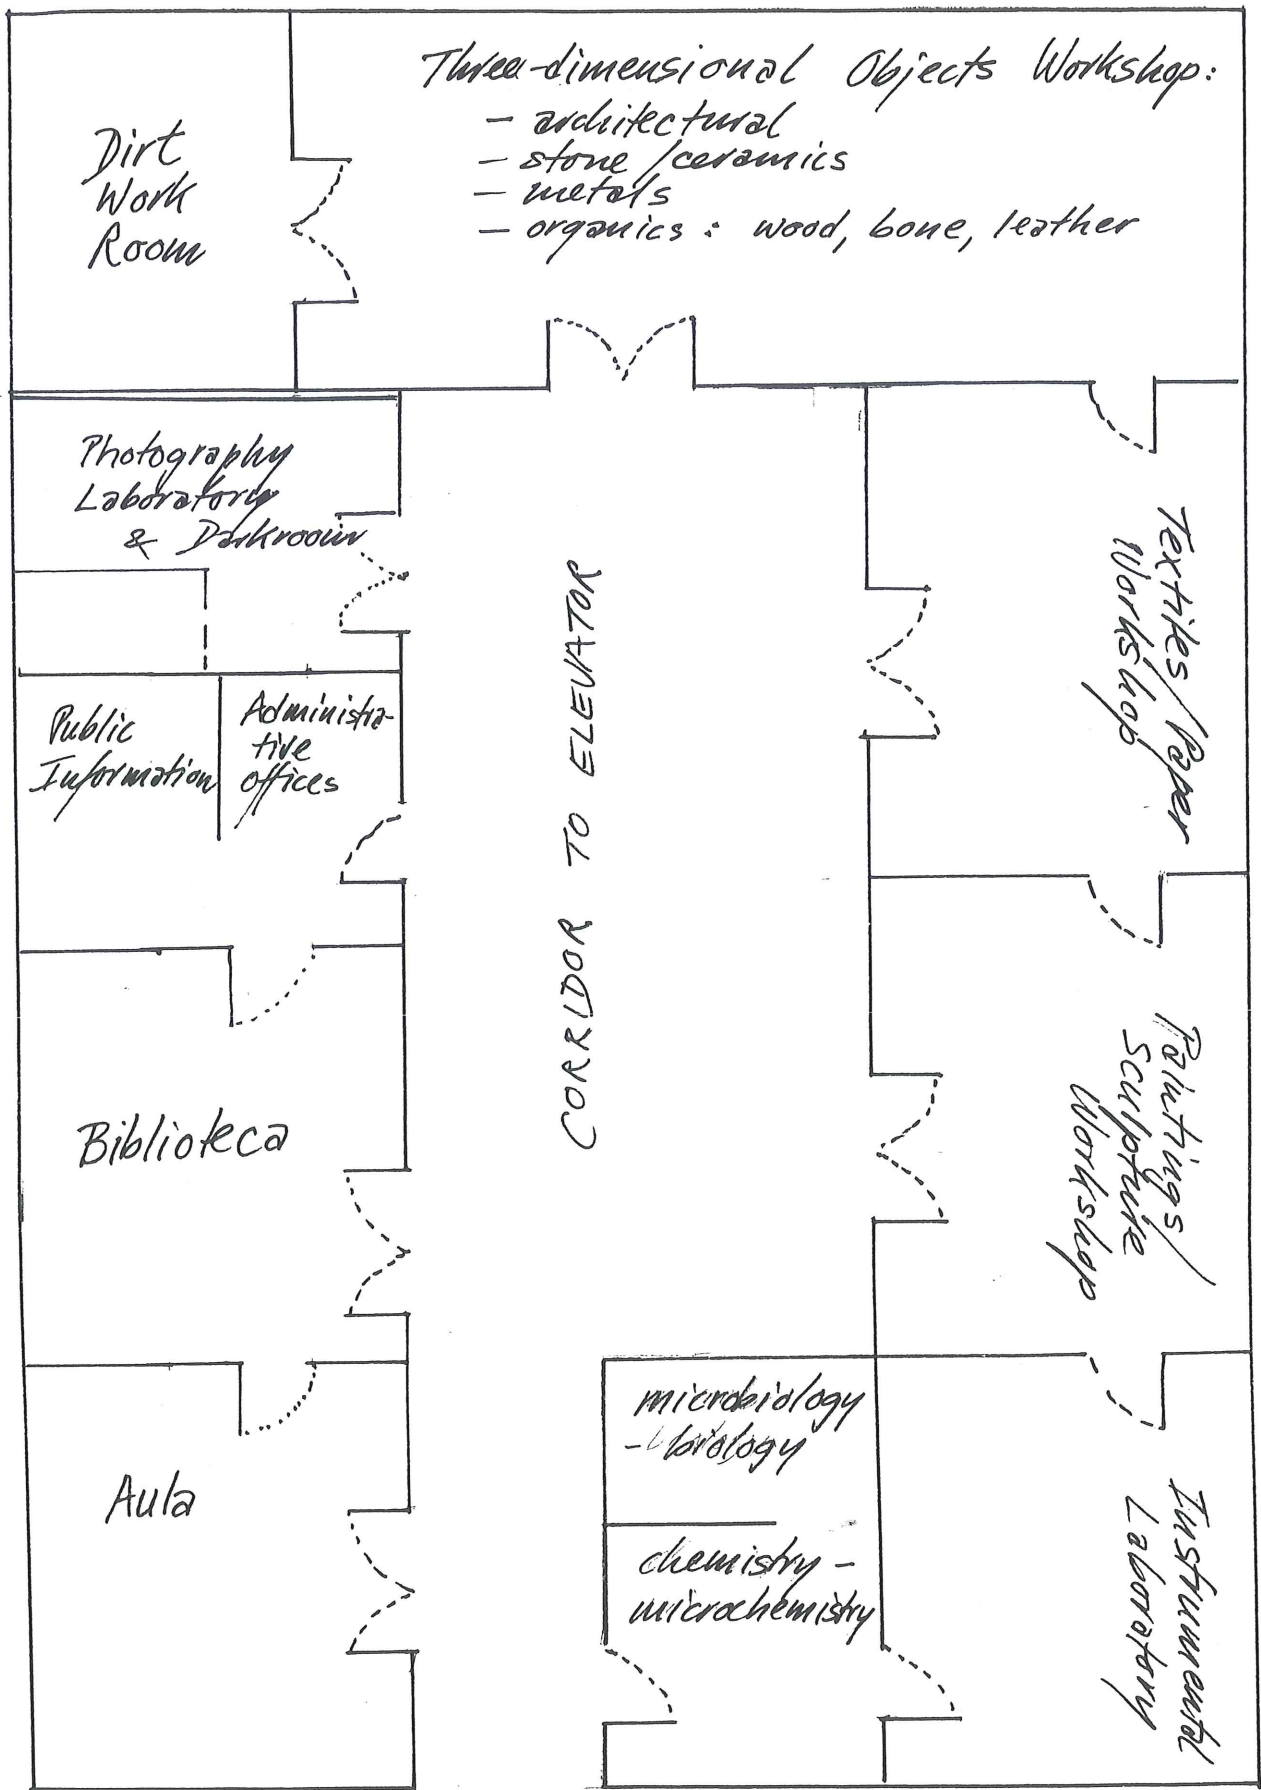 Three-dimensional Objects Workshop:
- architectural
- stone/ceramics
- metals
- organics: wood, bone, leather
Dirt
Work
Room
Photography
Laboratory
& Darkroom
Public
Information
Administra-
tive
offices
CORRIDOR TO ELEVATOR
Textiles/Paper
Workshop
Biblioteca
Paintings/
Sculpture
Workshop
Aula
microbiology
- biology
chemistry -
microchemistry
Instrumental
Laboratory